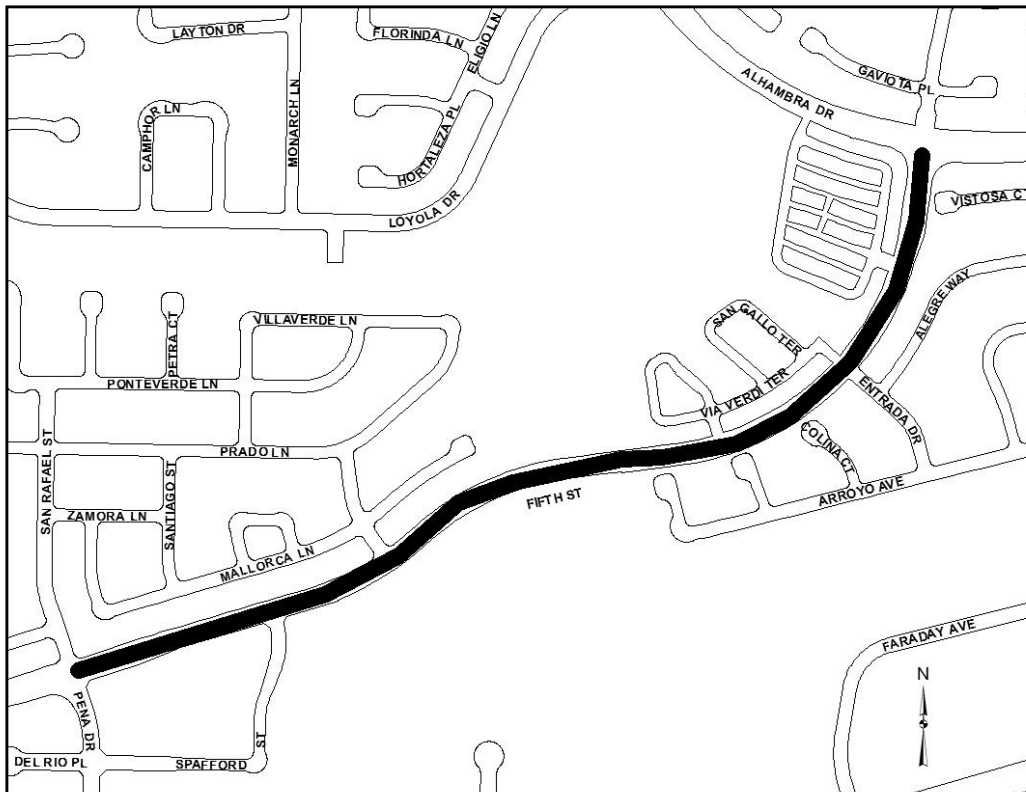 LAYTON DR
FLORINDA LN
ELIGIO LN
GAVIOTA PL
ALHAMBRA DR
CAMPHOR LN
MONARCH LN
HORTALEZA PL
LOYOLA DR
VISTOSA CT
ALEGRE WAY
PETRA CT
VILLAVERDE LN
SAN GALLO TER
PONTEVERDE LN
VIA VERDI TER
ENTRADA DR
COLINA CT
SAN RAFAEL ST
PRADO LN
SANTIAGO ST
FIFTH ST
ARROYO AVE
ZAMORA LN
MALLORCA LN
FARADAY AVE
N
PENA DR
DEL RIO PL
SPAFFORD ST